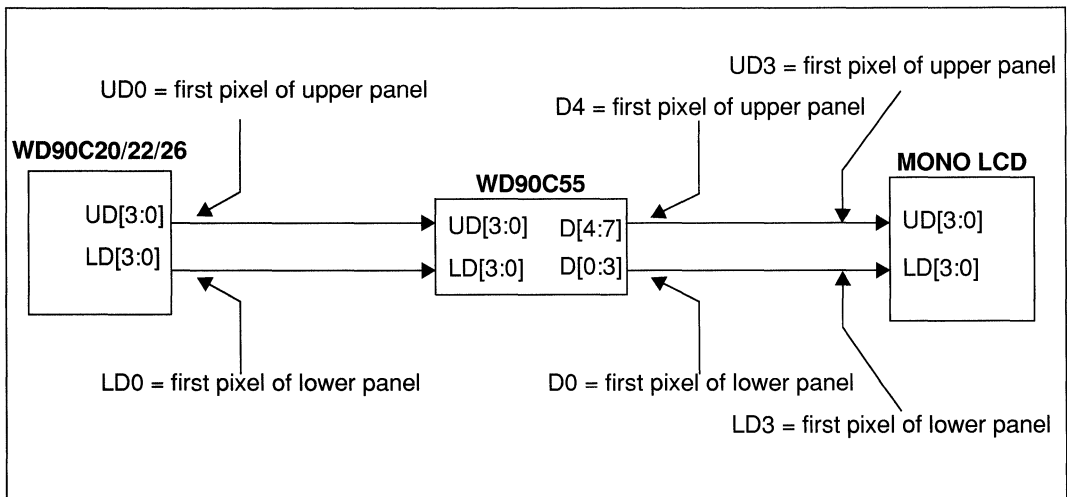 UD3 = first pixel of upper panel
UD0 = first pixel of upper panel
D4 = first pixel of upper panel
WD90C20/22/26
MONO LCD
WD90C55
UD[3:0]
UD[3:0] D[4:7]
UD[3:0]
LD[3:0]
LD[3:0] D[0:3]
LD[3:0]
LD0 = first pixel of lower panel
D0 = first pixel of lower panel
LD3 = first pixel of lower panel